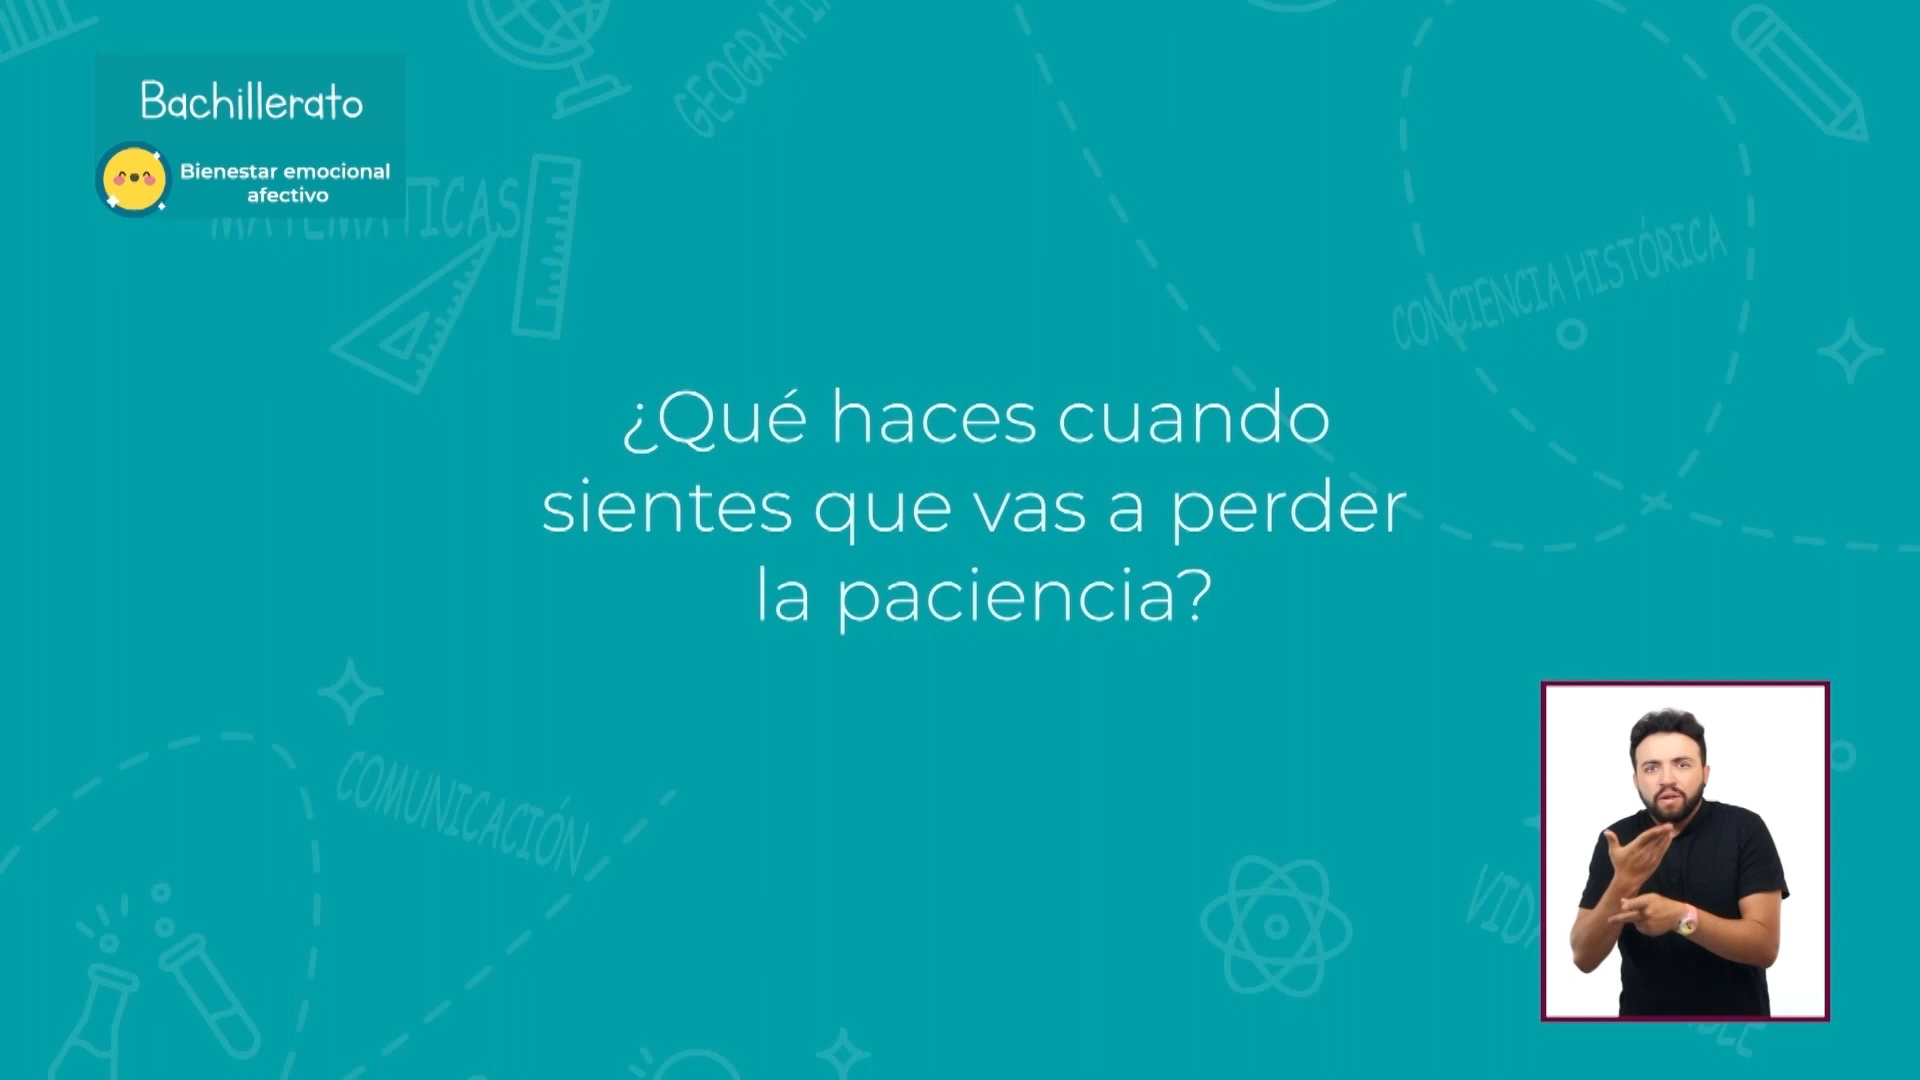 GEOGRAFÍA
Bachillerato
Bienestar emocional
afectivo
MATEMÁTICAS
CONCIENCIA HISTÓRICA
¿Qué haces cuando
sientes que vas a perder
la paciencia?
COMUNICACIÓN